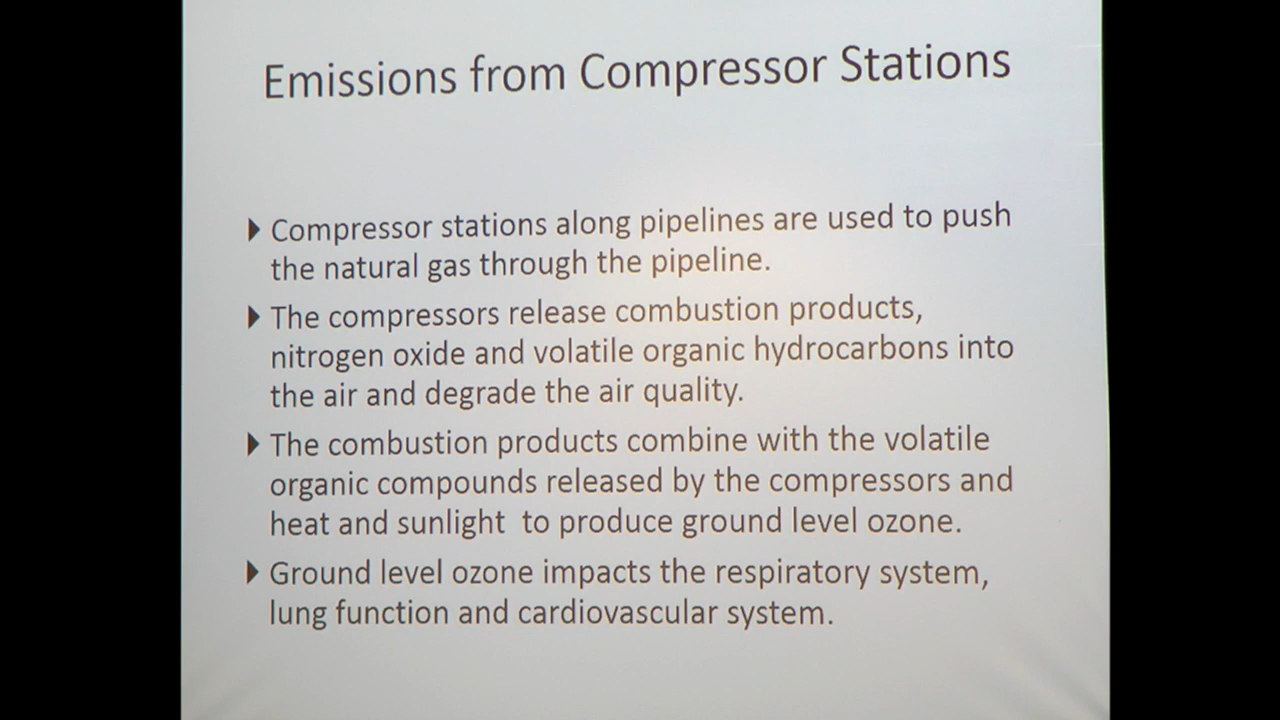 Emissions from Compressor Stations
Compressor stations along pipelines are used to push
the natural gas through the pipeline.
The compressors release combustion products,
nitrogen oxide and volatile organic hydrocarbons into
the air and degrade the air quality.
The combustion products combine with the volatile
organic compounds released by the compressors and
heat and sunlight to produce ground level ozone.
Ground level ozone impacts the respiratory system,
lung function and cardiovascular system.